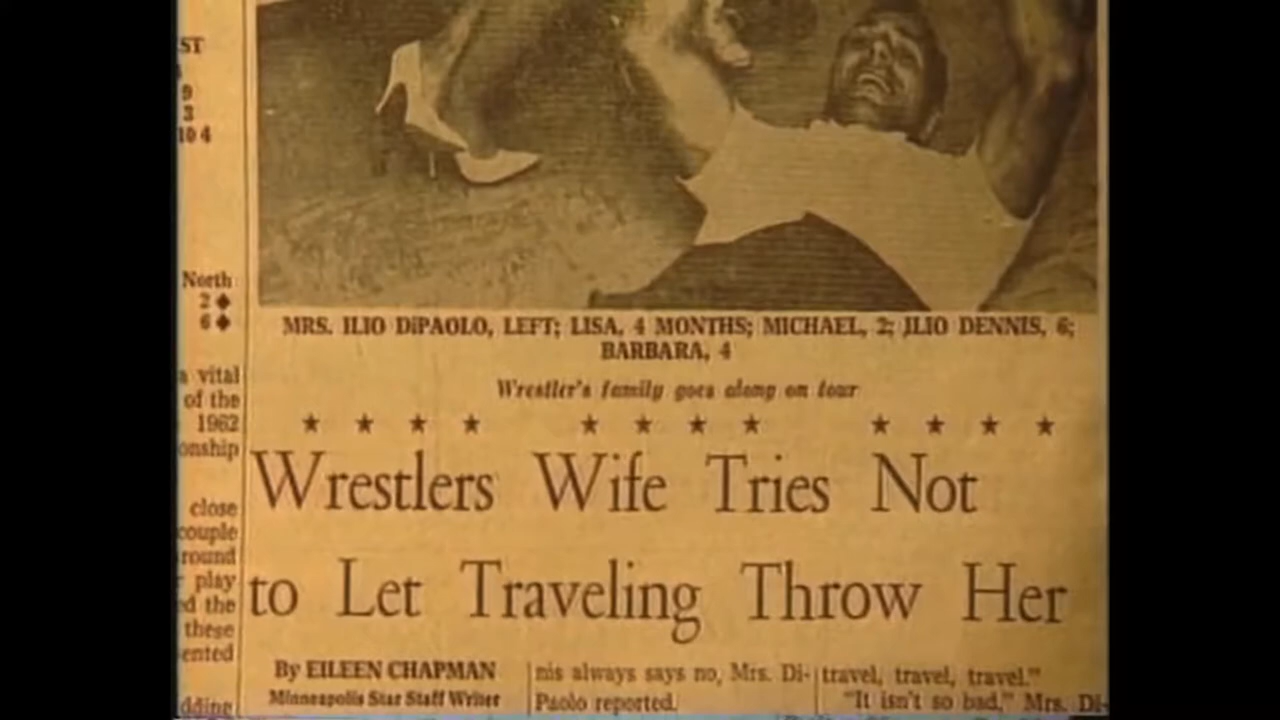 ST
9
3
10 4
North
2♦
6♦
a vital
of the
1962
onship
close
couple
round
play
ed the
these
ented
dding
MRS. ILIO DiPAOLO, LEFT; LISA, 4 MONTHS; MICHAEL, 2; ILIO DENNIS, 6;
BARBARA, 4
Wrestler's family goes along on tour
★ ★ ★ ★ ★ ★ ★ ★ ★ ★ ★ ★
Wrestlers Wife Tries Not
to Let Traveling Throw Her
By EILEEN CHAPMAN
Minneapolis Star Staff Writer
nis always says no, Mrs. Di-
Paolo reported.
travel, travel, travel."
"It isn't so bad," Mrs. Di-